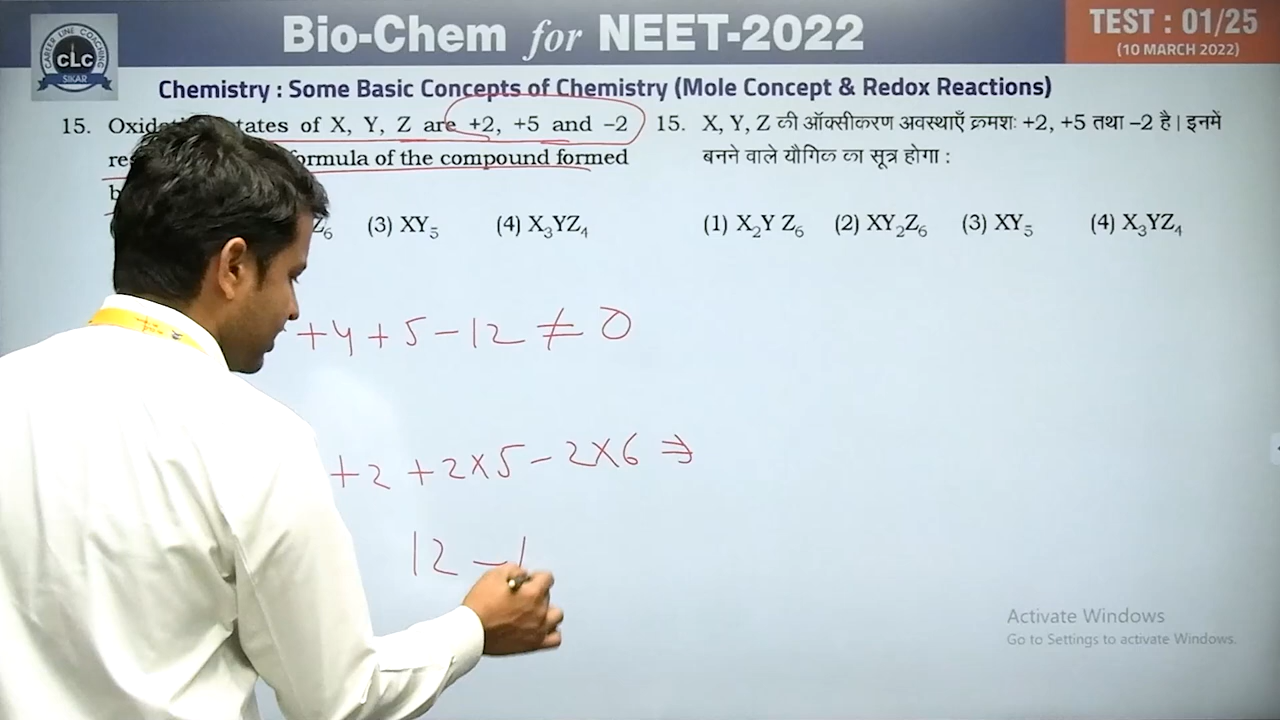 Bio-Chem for NEET-2022
TEST : 01/25
(10 MARCH 2022)
CAREER LINE COACHING
CLC
SIKAR
Chemistry : Some Basic Concepts of Chemistry (Mole Concept & Redox Reactions)
15. X, Y, Z are +2, +5 and −2
formula of the compound formed
Z₆ (3) XY₅ (4) X₃YZ₄
15. X, Y, Z की ऑक्सीकरण अवस्थाएँ क्रमशः +2, +5 तथा −2 है। इनमें
बनने वाले यौगिक का सूत्र होगा :
(1) X₂Y Z₆ (2) XY₂Z₆ (3) XY₅ (4) X₃YZ₄
+4+5−12 ≠ 0
+2 +2×5−2×6 ⇒
12 −1
Activate Windows
Go to Settings to activate Windows.